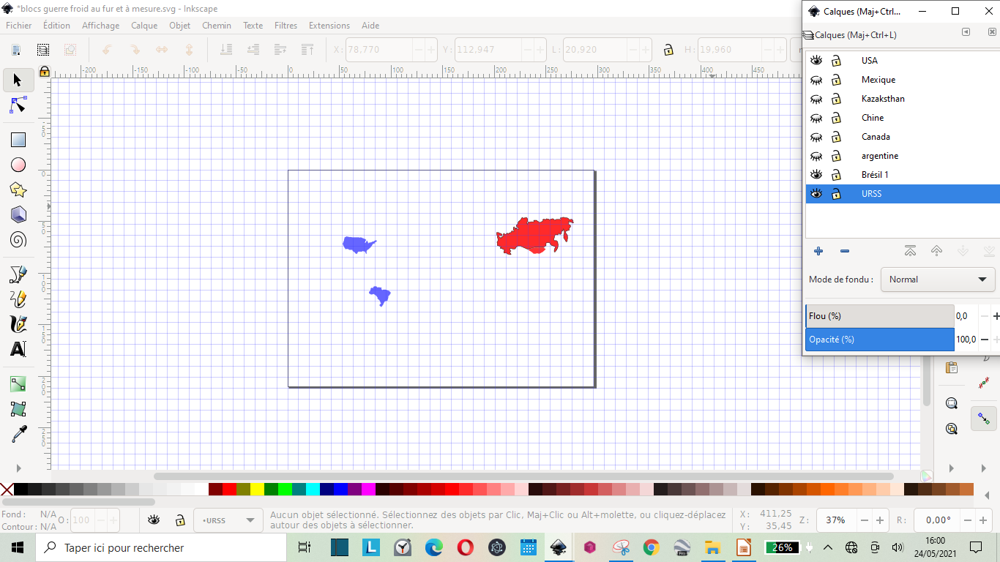 *blocs guerre froid au fur et à mesure.svg - Inkscape
Fichier Édition Affichage Calque Objet Chemin Texte Filtres Extensions Aide
X: 78,770 Y: 112,947 L: 20,920 H: 19,960
-200 -150 -100 -50 0 50 100 150 200 250 300 350 400 450
Calques (Maj+Ctrl...
Calques (Maj+Ctrl+L)
USA
Mexique
Kazaksthan
Chine
Canada
argentine
Brésil 1
URSS
Mode de fondu : Normal
Flou (%) 0,0
Opacité (%) 100,0
Fond : N/A
Contour : N/A
O: 100
•URSS
Aucun objet sélectionné. Sélectionnez des objets par Clic, Maj+Clic ou Alt+molette, ou cliquez-déplacez
autour des objets à sélectionner.
X: 411,25
Y: 35,45
Z: 37%
R: 0,00°
Taper ici pour rechercher
L
Pro
26%
16:00
24/05/2021